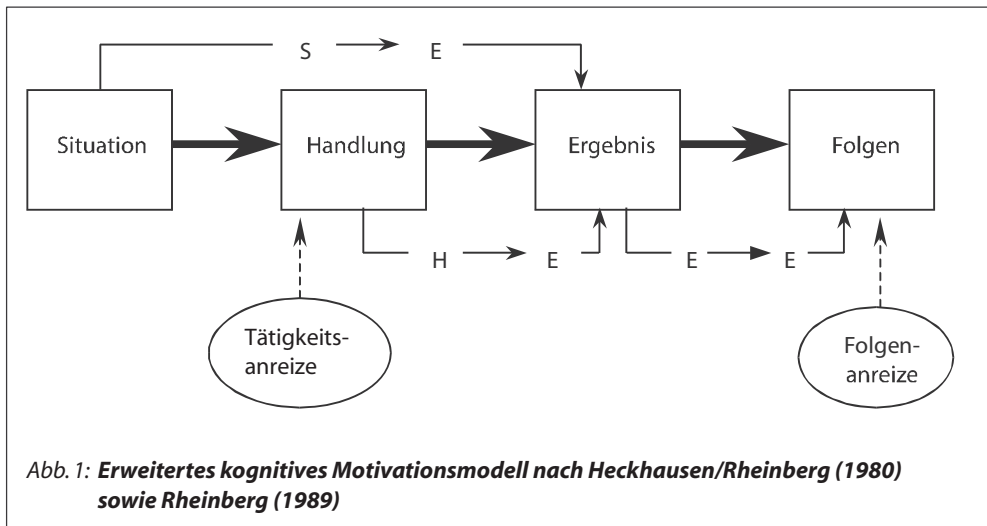 S → E
Situation
Handlung
Ergebnis
Folgen
H → E
E → E
Tätigkeits-
anreize
Folgen-
anreize
Abb. 1: Erweitertes kognitives Motivationsmodell nach Heckhausen/Rheinberg (1980)
sowie Rheinberg (1989)